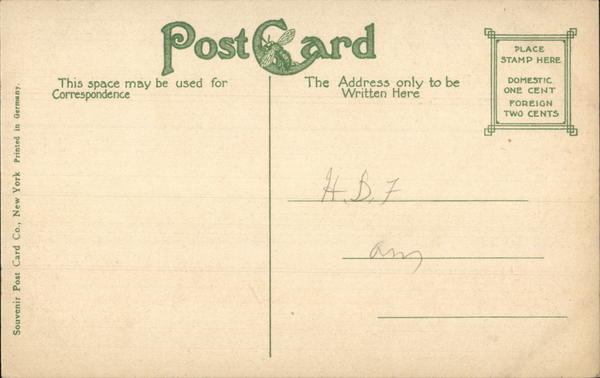 Post Card
This space may be used for
Correspondence
The Address only to be
Written Here
PLACE
STAMP HERE
DOMESTIC
ONE CENT
FOREIGN
TWO CENTS
Souvenir Post Card Co., New York Printed in Germany.
H.B.7